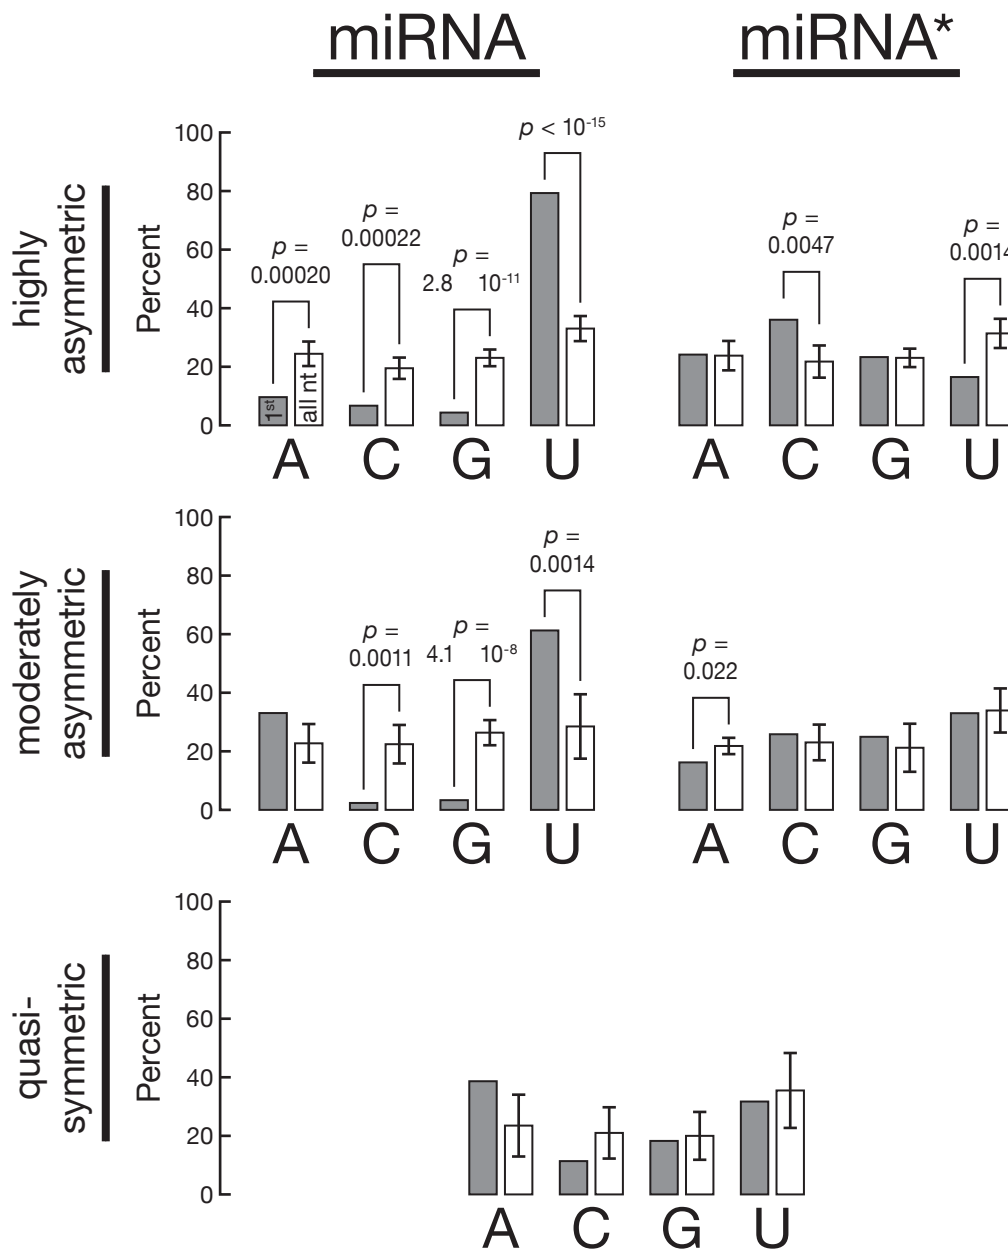 miRNA
miRNA*
highly
asymmetric
Percent
100
80
60
40
20
0
p =
0.00020
p =
0.00022
p =
2.8 10-11
p < 10-15
1st
all nt
A C G U
p =
0.0047
p =
0.0014
A C G U
moderately
asymmetric
Percent
100
80
60
40
20
0
p =
0.0011
p =
4.1 10-8
p =
0.0014
A C G U
p =
0.022
A C G U
quasi-
symmetric
Percent
100
80
60
40
20
0
A C G U